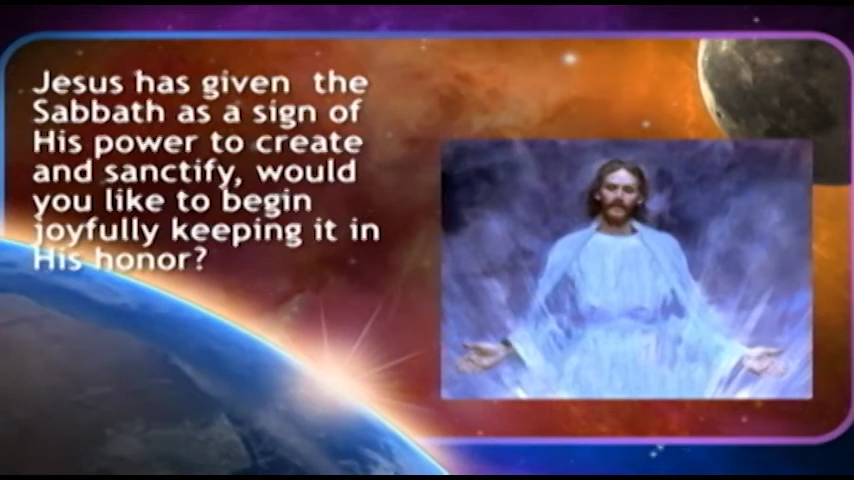 Jesus has given  the
Sabbath as a sign of
His power to create
and sanctify, would
you like to begin
joyfully keeping it in
His honor?